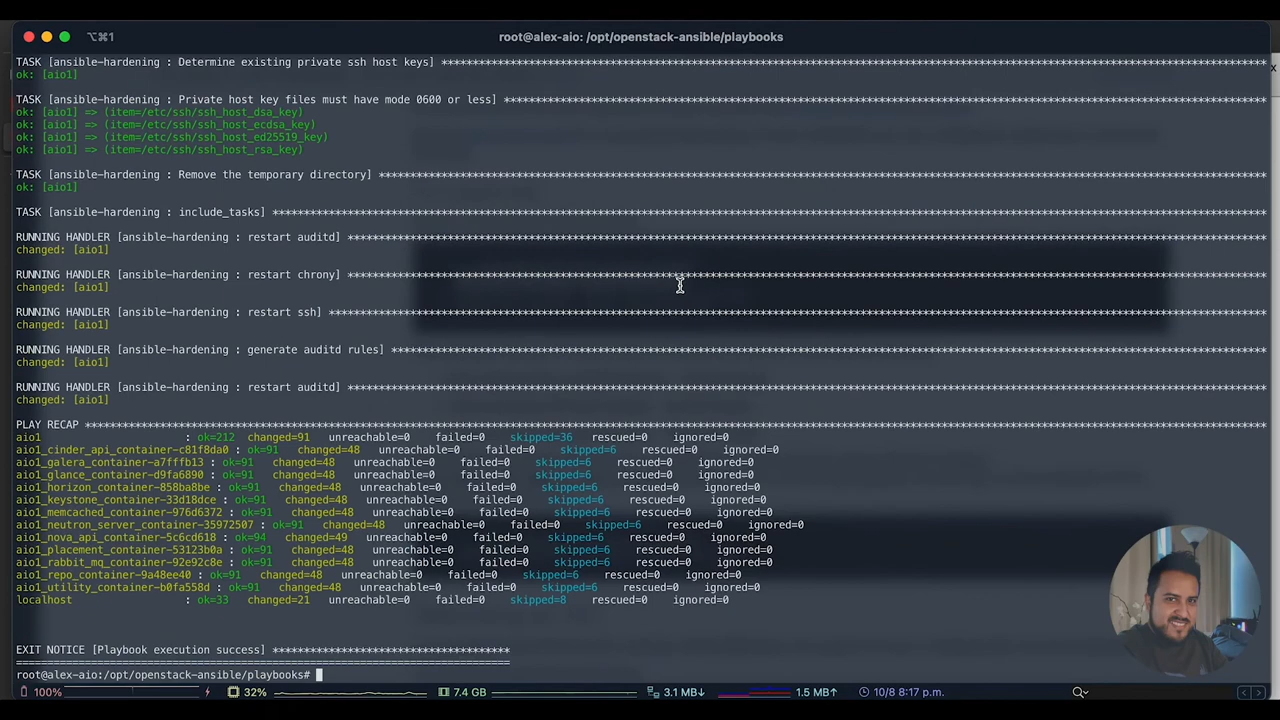 ⌥⌘1
root@alex-aio: /opt/openstack-ansible/playbooks
TASK [ansible-hardening : Determine existing private ssh host keys] ****************************************************************************************************************************************
ok: [aio1]
TASK [ansible-hardening : Private host key files must have mode 0600 or less] ******************************************************************************************************************************
ok: [aio1] => (item=/etc/ssh/ssh_host_dsa_key)
ok: [aio1] => (item=/etc/ssh/ssh_host_ecdsa_key)
ok: [aio1] => (item=/etc/ssh/ssh_host_ed25519_key)
ok: [aio1] => (item=/etc/ssh/ssh_host_rsa_key)
TASK [ansible-hardening : Remove the temporary directory] **************************************************************************************************************************************************
ok: [aio1]
TASK [ansible-hardening : include_tasks] *******************************************************************************************************************************************************************
RUNNING HANDLER [ansible-hardening : restart auditd] *******************************************************************************************************************************************************
changed: [aio1]
RUNNING HANDLER [ansible-hardening : restart chrony] *******************************************************************************************************************************************************
changed: [aio1]
RUNNING HANDLER [ansible-hardening : restart ssh] **********************************************************************************************************************************************************
changed: [aio1]
RUNNING HANDLER [ansible-hardening : generate auditd rules] ************************************************************************************************************************************************
changed: [aio1]
RUNNING HANDLER [ansible-hardening : restart auditd] *******************************************************************************************************************************************************
changed: [aio1]
PLAY RECAP *************************************************************************************************************************************************************************************************
aio1 : ok=212 changed=91 unreachable=0 failed=0 skipped=36 rescued=0 ignored=0
aio1_cinder_api_container-c81f8da0 : ok=91 changed=48 unreachable=0 failed=0 skipped=6 rescued=0 ignored=0
aio1_galera_container-a7fffb13 : ok=91 changed=48 unreachable=0 failed=0 skipped=6 rescued=0 ignored=0
aio1_glance_container-d9fa6890 : ok=91 changed=48 unreachable=0 failed=0 skipped=6 rescued=0 ignored=0
aio1_horizon_container-858ba8be : ok=91 changed=48 unreachable=0 failed=0 skipped=6 rescued=0 ignored=0
aio1_keystone_container-33d18dce : ok=91 changed=48 unreachable=0 failed=0 skipped=6 rescued=0 ignored=0
aio1_memcached_container-976d6372 : ok=91 changed=48 unreachable=0 failed=0 skipped=6 rescued=0 ignored=0
aio1_neutron_server_container-35972507 : ok=91 changed=48 unreachable=0 failed=0 skipped=6 rescued=0 ignored=0
aio1_nova_api_container-5c6cd618 : ok=94 changed=49 unreachable=0 failed=0 skipped=6 rescued=0 ignored=0
aio1_placement_container-53123b0a : ok=91 changed=48 unreachable=0 failed=0 skipped=6 rescued=0 ignored=0
aio1_rabbit_mq_container-92e92c8e : ok=91 changed=48 unreachable=0 failed=0 skipped=6 rescued=0 ignored=0
aio1_repo_container-9a48ee40 : ok=91 changed=48 unreachable=0 failed=0 skipped=6 rescued=0 ignored=0
aio1_utility_container-b0fa558d : ok=91 changed=48 unreachable=0 failed=0 skipped=6 rescued=0 ignored=0
localhost : ok=33 changed=21 unreachable=0 failed=0 skipped=8 rescued=0 ignored=0
EXIT NOTICE [Playbook execution success] **************************************
===============================================================================
root@alex-aio:/opt/openstack-ansible/playbooks#
100% 32% 7.4 GB 3.1 MB↓ 1.5 MB↑ 10/8 8:17 p.m.